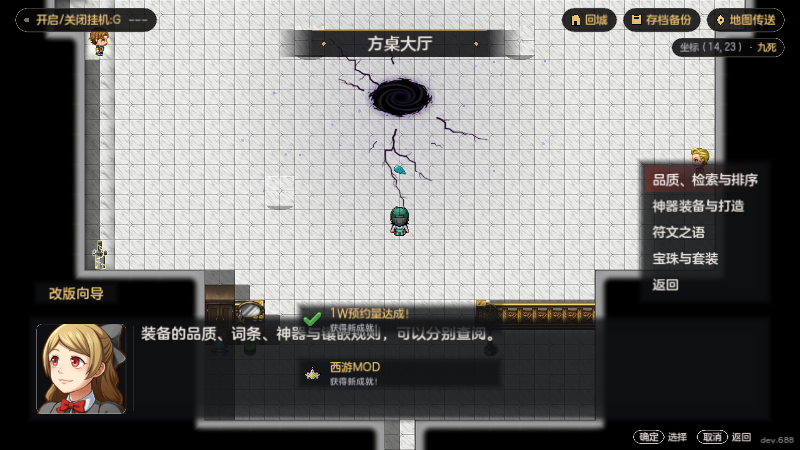 开启/关闭挂机:G ---
回城
存档备份
地图传送
方桌大厅
坐标 (14,23) · 九死
品质、检索与排序
神器装备与打造
符文之语
宝珠与套装
返回
改版向导
1W预约量达成!
获得新成就!
装备的品质、词条、神器与镶嵌规则，可以分别查阅。
西游MOD
获得新成就!
确定 选择 取消 返回
dev.688